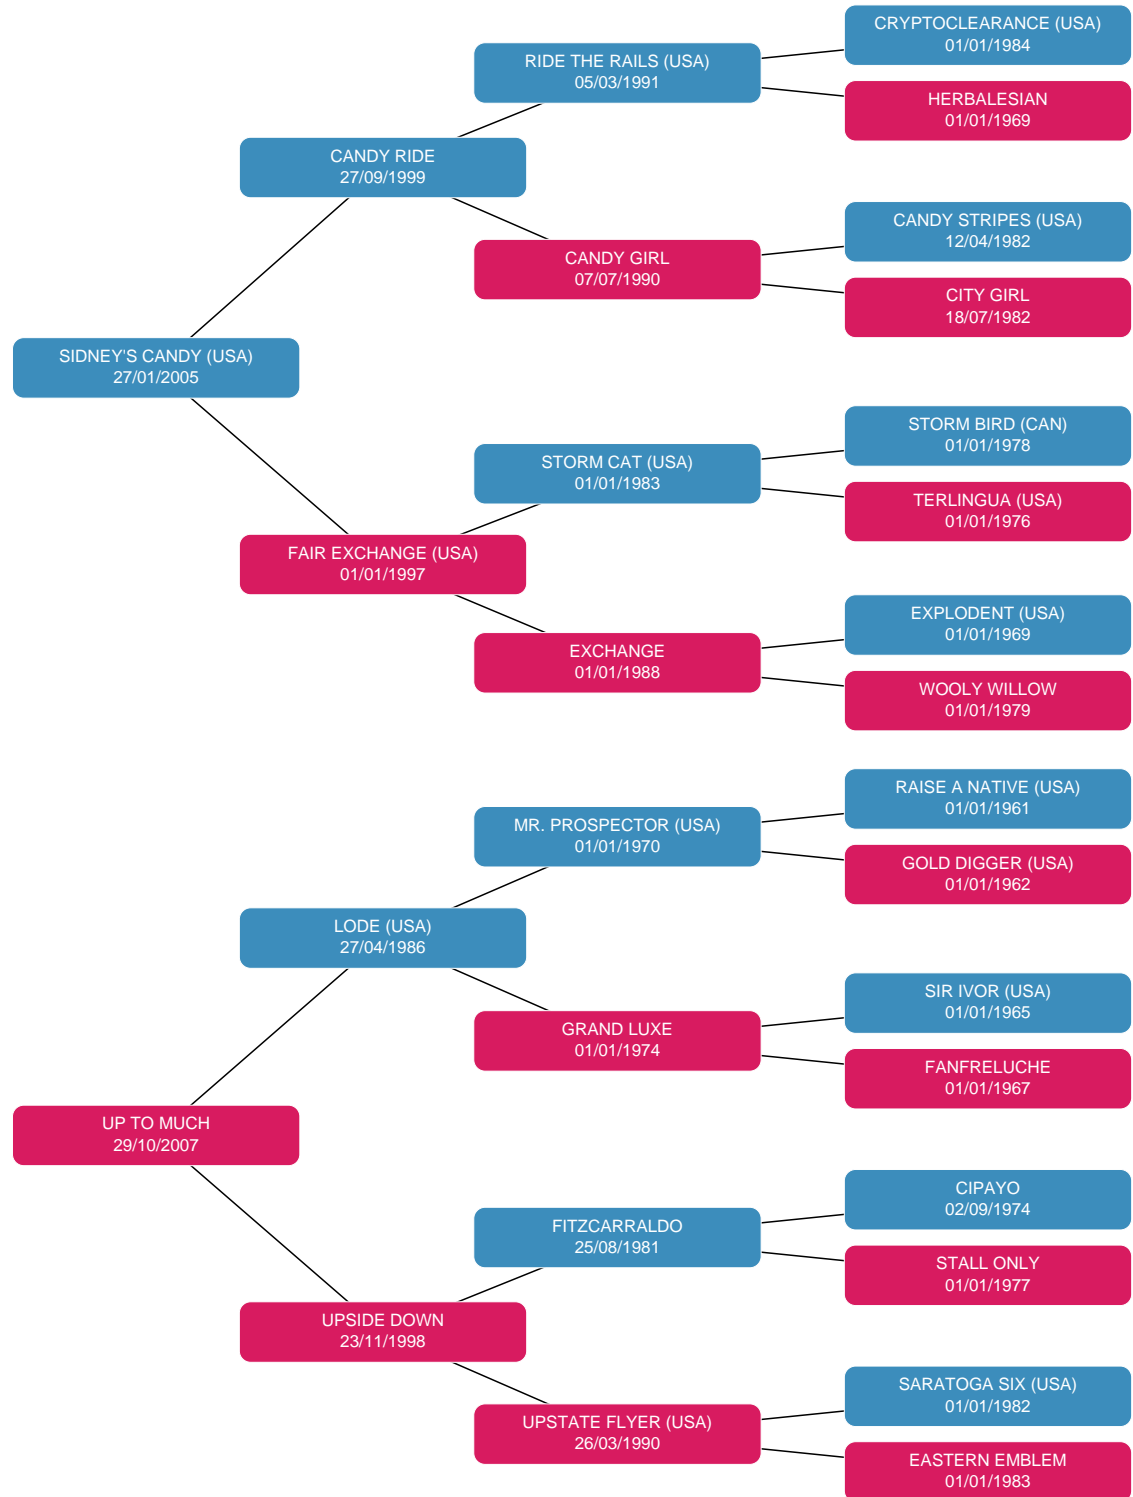 CRYPTOCLEARANCE (USA)
01/01/1984
RIDE THE RAILS (USA)
05/03/1991
HERBALESIAN
01/01/1969
CANDY RIDE
27/09/1999
CANDY STRIPES (USA)
12/04/1982
CANDY GIRL
07/07/1990
CITY GIRL
18/07/1982
SIDNEY'S CANDY (USA)
27/01/2005
STORM BIRD (CAN)
01/01/1978
STORM CAT (USA)
01/01/1983
TERLINGUA (USA)
01/01/1976
FAIR EXCHANGE (USA)
01/01/1997
EXPLODENT (USA)
01/01/1969
EXCHANGE
01/01/1988
WOOLY WILLOW
01/01/1979
RAISE A NATIVE (USA)
01/01/1961
MR. PROSPECTOR (USA)
01/01/1970
GOLD DIGGER (USA)
01/01/1962
LODE (USA)
27/04/1986
SIR IVOR (USA)
01/01/1965
GRAND LUXE
01/01/1974
FANFRELUCHE
01/01/1967
UP TO MUCH
29/10/2007
CIPAYO
02/09/1974
FITZCARRALDO
25/08/1981
STALL ONLY
01/01/1977
UPSIDE DOWN
23/11/1998
SARATOGA SIX (USA)
01/01/1982
UPSTATE FLYER (USA)
26/03/1990
EASTERN EMBLEM
01/01/1983